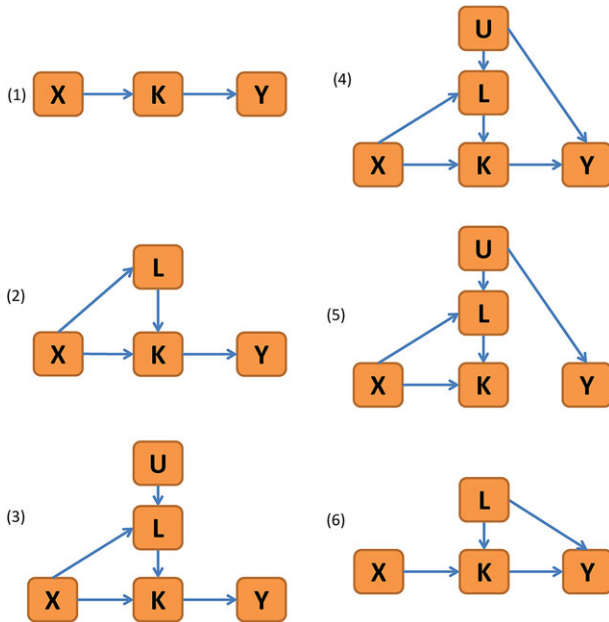 (1)
X K Y
(2)
L
X K Y
(3)
U
L
X K Y
(4)
U
L
X K Y
(5)
U
L
X K Y
(6)
L
X K Y